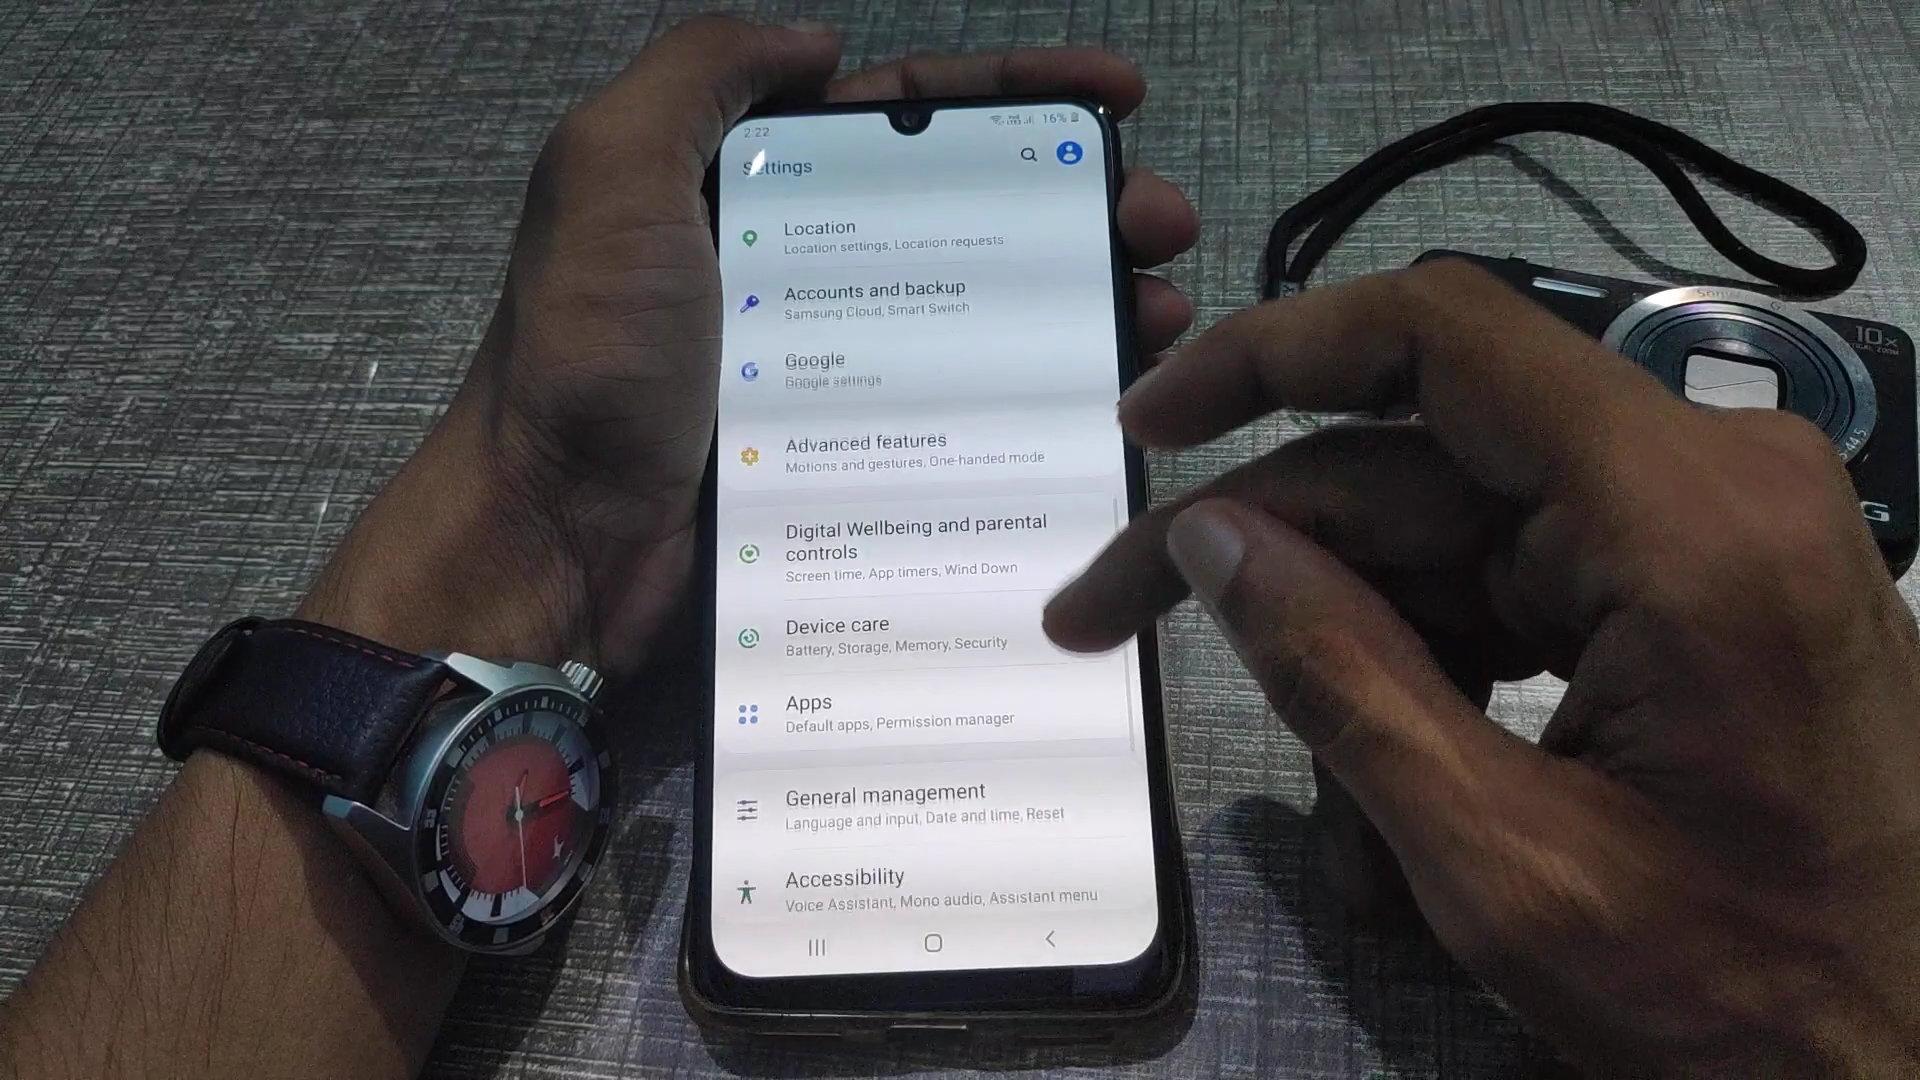 2:22
16%
Settings
Location
Location settings, Location requests
Accounts and backup
Samsung Cloud, Smart Switch
Google
Google settings
Advanced features
Motions and gestures, One-handed mode
Digital Wellbeing and parental
controls
Screen time, App timers, Wind Down
Device care
Battery, Storage, Memory, Security
Apps
Default apps, Permission manager
General management
Language and input, Date and time, Reset
Accessibility
Voice Assistant, Mono audio, Assistant menu
Sony
10x
OPTICAL ZOOM
G